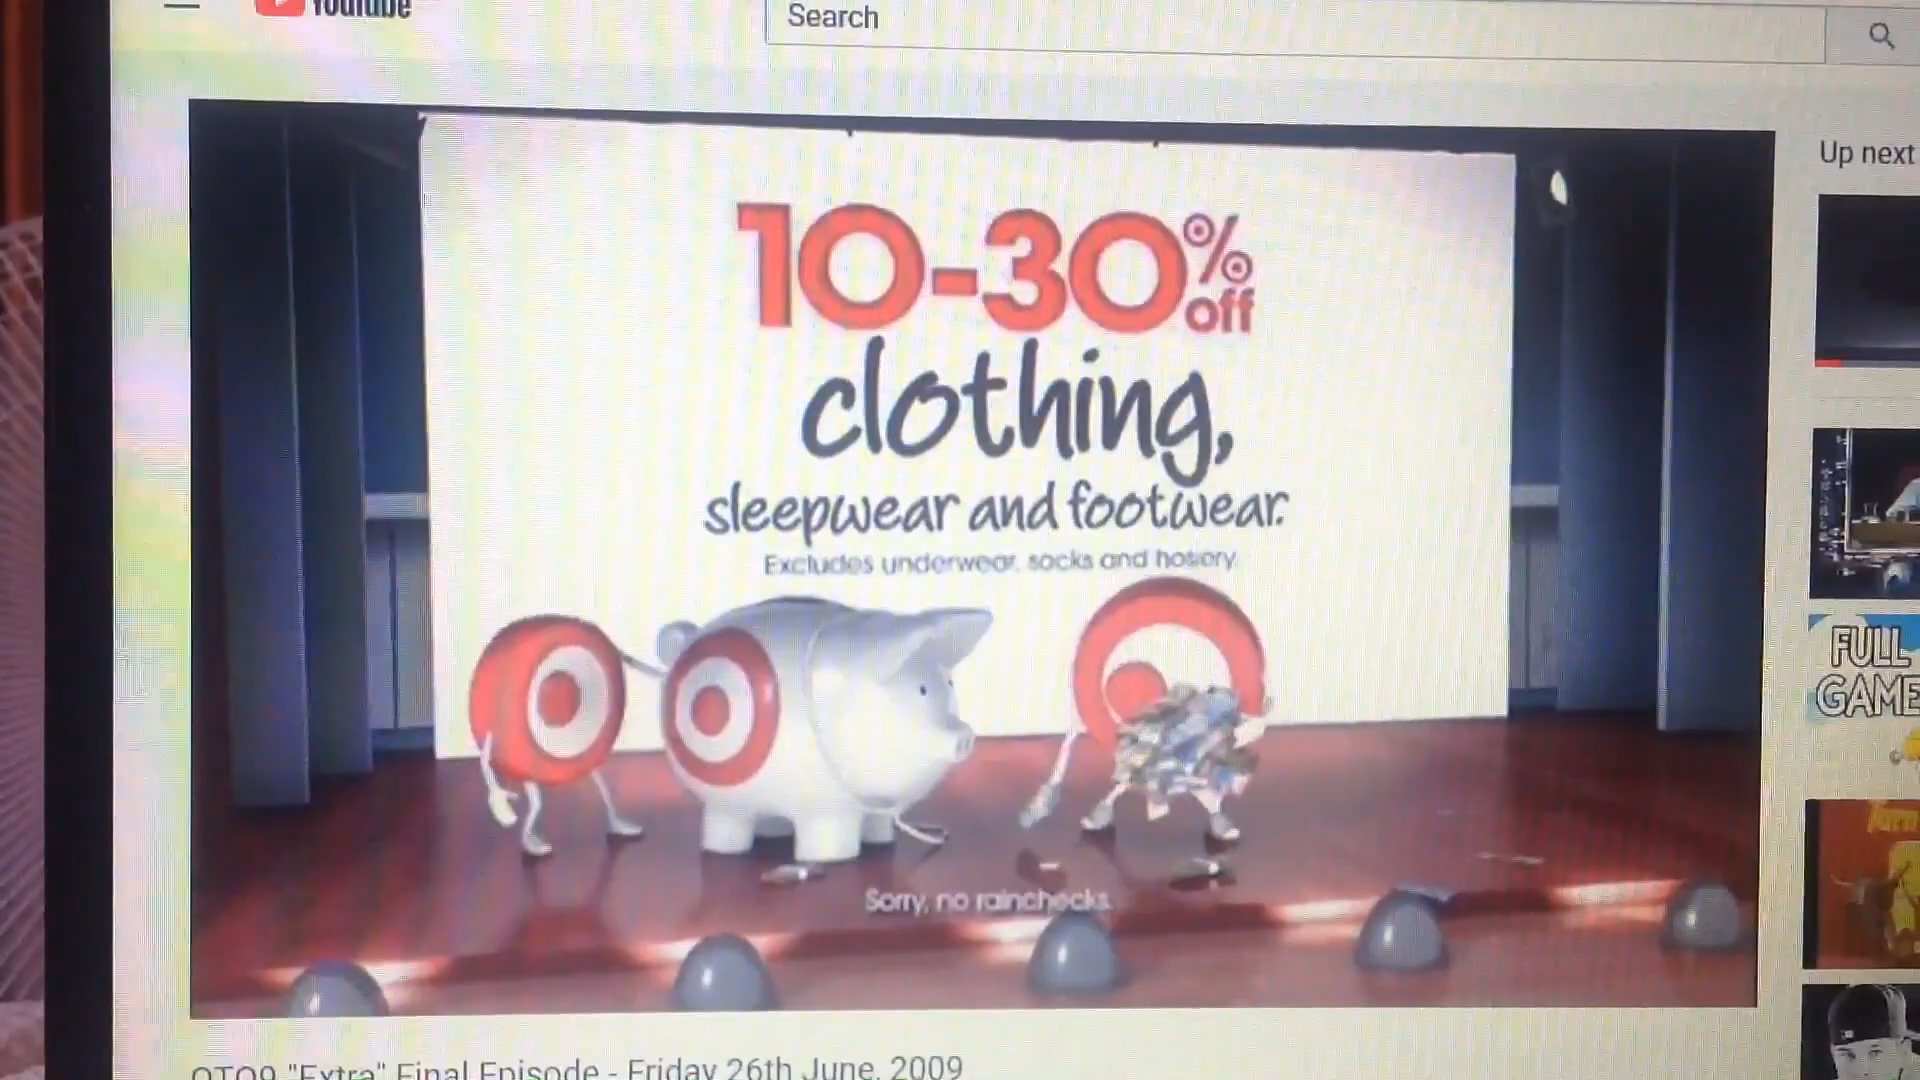 YouTube
Search
Up next
10-30% off
clothing,
sleepwear and footwear.
Excludes underwear, socks and hosiery.
Sorry, no rainchecks.
FULL
GAME
QTQ9 "Extra" Final Episode - Friday 26th June, 2009